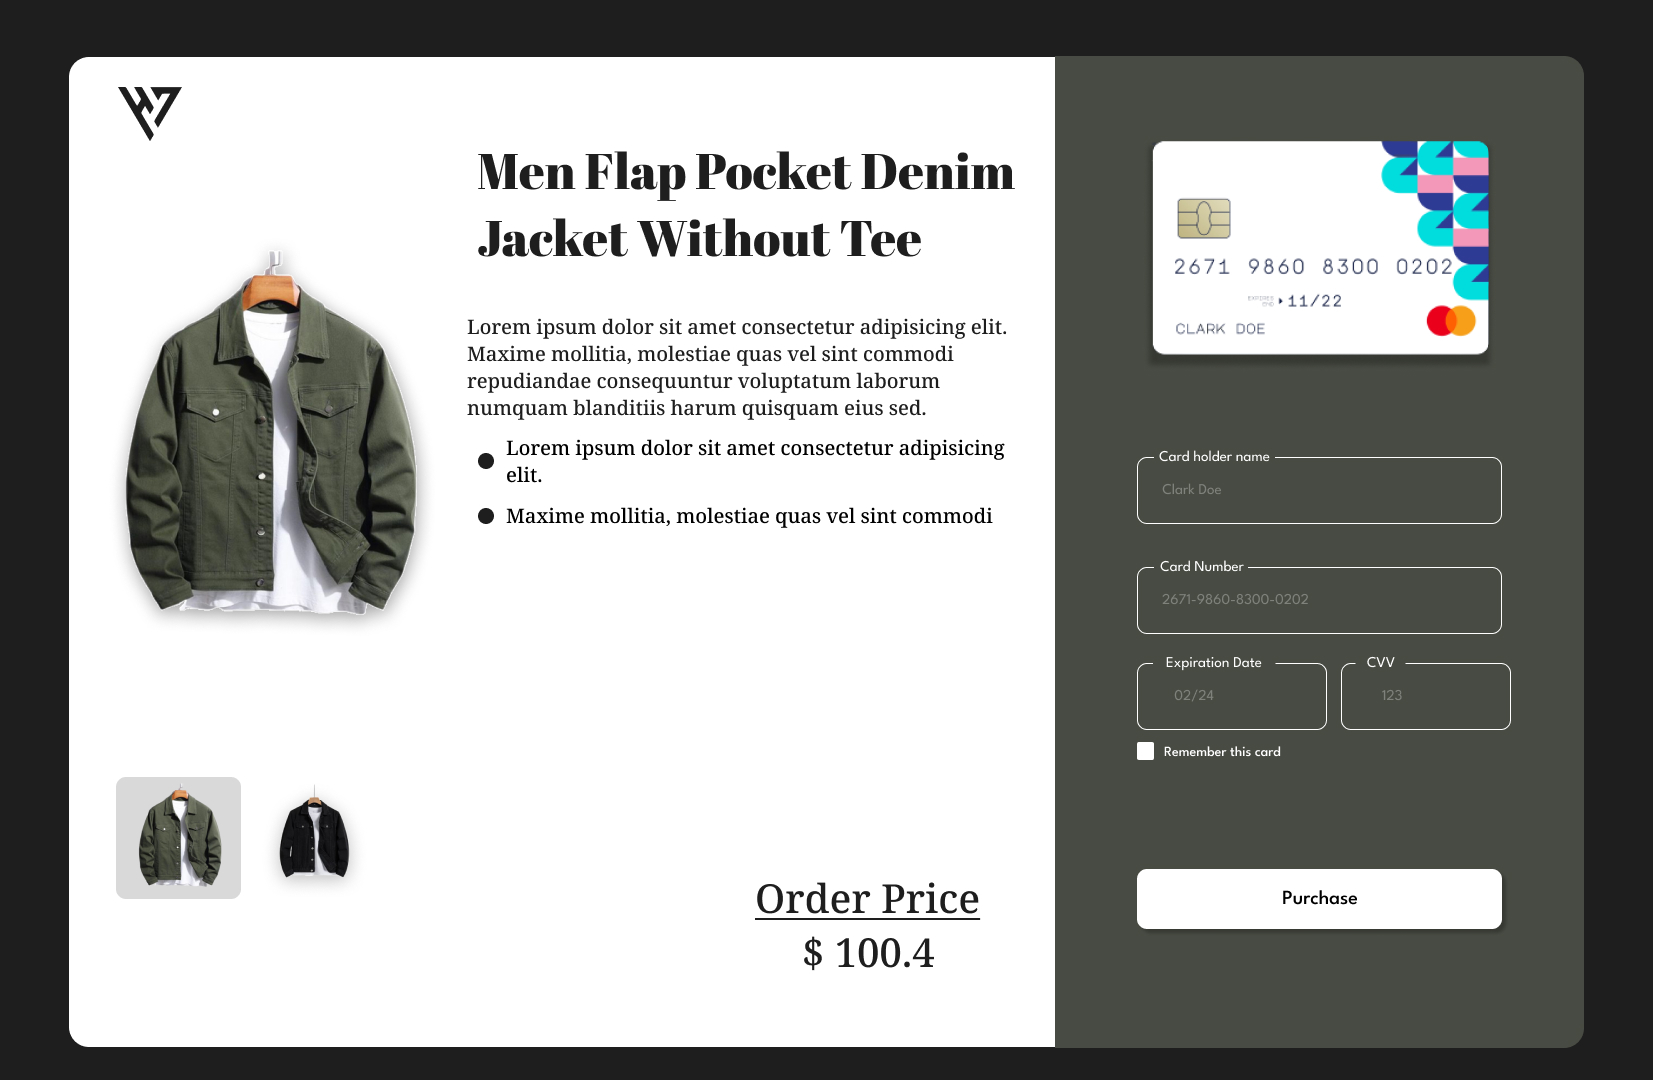 Men Flap Pocket Denim
Jacket Without Tee
Lorem ipsum dolor sit amet consectetur adipisicing elit.
Maxime mollitia, molestiae quas vel sint commodi
repudiandae consequuntur voluptatum laborum
numquam blanditiis harum quisquam eius sed.
Lorem ipsum dolor sit amet consectetur adipisicing
elit.
Maxime mollitia, molestiae quas vel sint commodi
Order Price
$ 100.4
2671 9860 8300 0202
EXPIRES
END
11/22
CLARK DOE
Card holder name
Clark Doe
Card Number
2671-9860-8300-0202
Expiration Date
CVV
02/24
123
Remember this card
Purchase